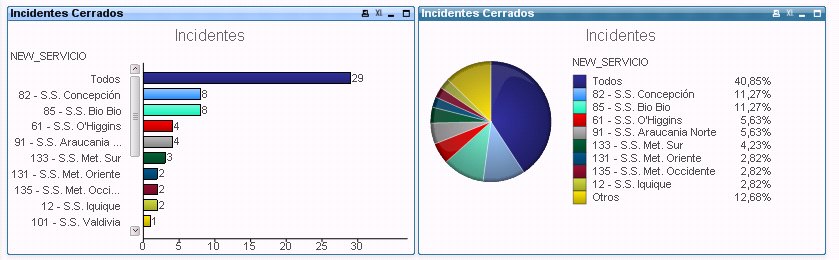 Incidentes Cerrados
XL
Incidentes
NEW_SERVICIO
Todos 29
82 - S.S. Concepción 8
85 - S.S. Bio Bio 8
61 - S.S. O'Higgins 4
91 - S.S. Araucania ... 4
133 - S.S. Met. Sur 3
131 - S.S. Met. Oriente 2
135 - S.S. Met. Occi... 2
12 - S.S. Iquique 2
101 - S.S. Valdivia 1
0 5 10 15 20 25 30
Incidentes Cerrados
XL
Incidentes
NEW_SERVICIO
Todos 40,85%
82 - S.S. Concepción 11,27%
85 - S.S. Bio Bio 11,27%
61 - S.S. O'Higgins 5,63%
91 - S.S. Araucania Norte 5,63%
133 - S.S. Met. Sur 4,23%
131 - S.S. Met. Oriente 2,82%
135 - S.S. Met. Occidente 2,82%
12 - S.S. Iquique 2,82%
Otros 12,68%